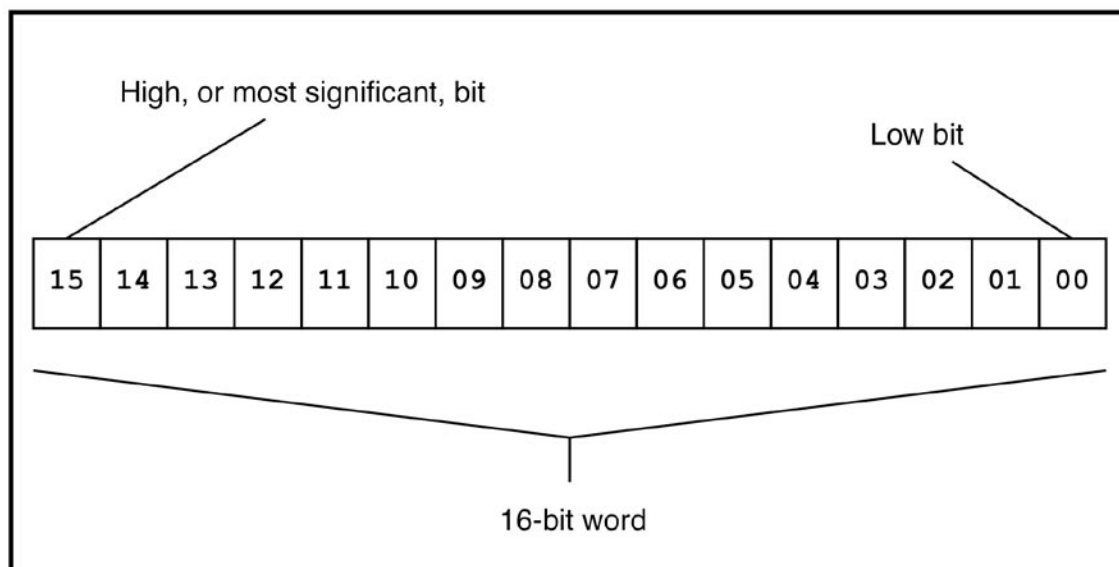 High, or most significant, bit
Low bit
15 14 13 12 11 10 09 08 07 06 05 04 03 02 01 00
16-bit word